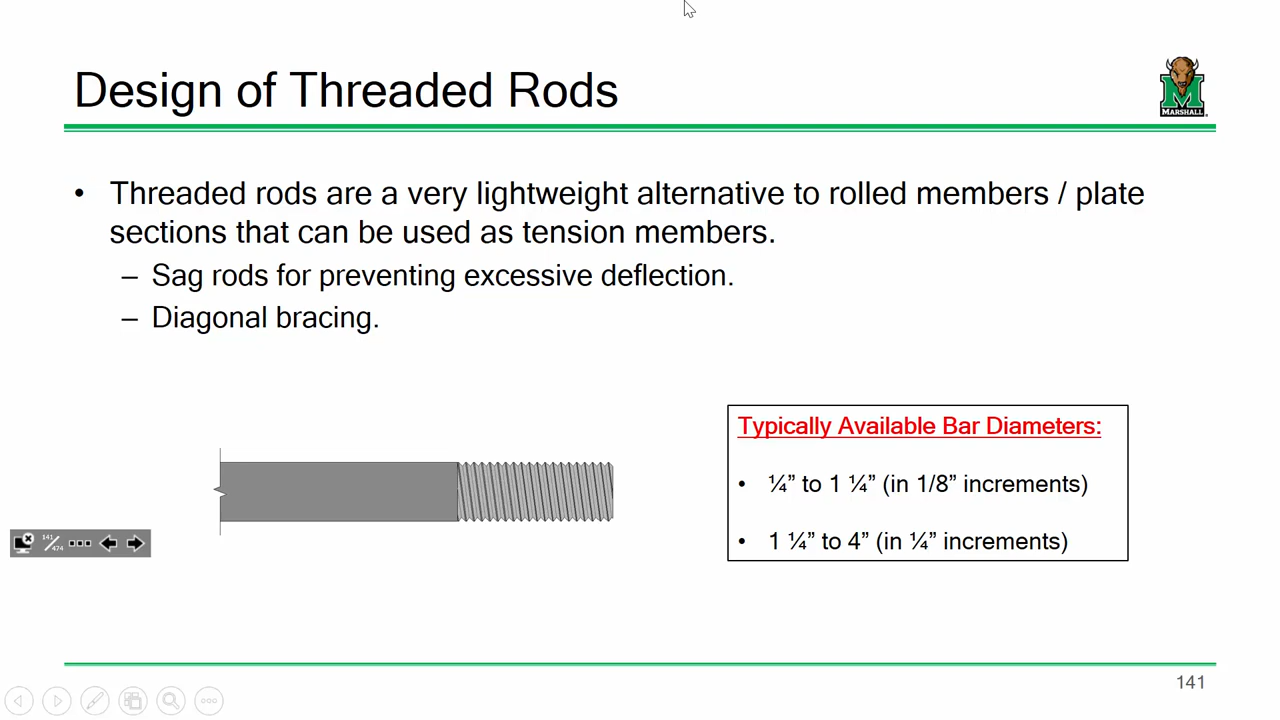 Design of Threaded Rods
MARSHALL
• Threaded rods are a very lightweight alternative to rolled members / plate
sections that can be used as tension members.
– Sag rods for preventing excessive deflection.
– Diagonal bracing.
Typically Available Bar Diameters:
• ¼” to 1 ¼” (in 1/8” increments)
• 1 ¼” to 4” (in ¼” increments)
141/474
141